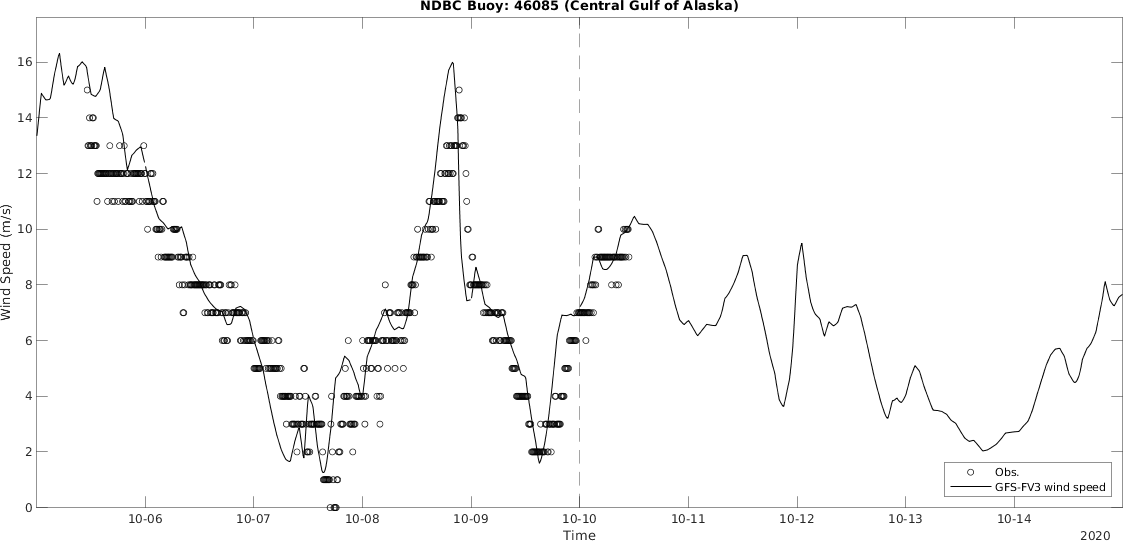 NDBC Buoy: 46085 (Central Gulf of Alaska)
16
14
12
10
8
6
4
2
0
Wind Speed (m/s)
Obs.
GFS-FV3 wind speed
10-06 10-07 10-08 10-09 10-10 10-11 10-12 10-13 10-14
Time
2020